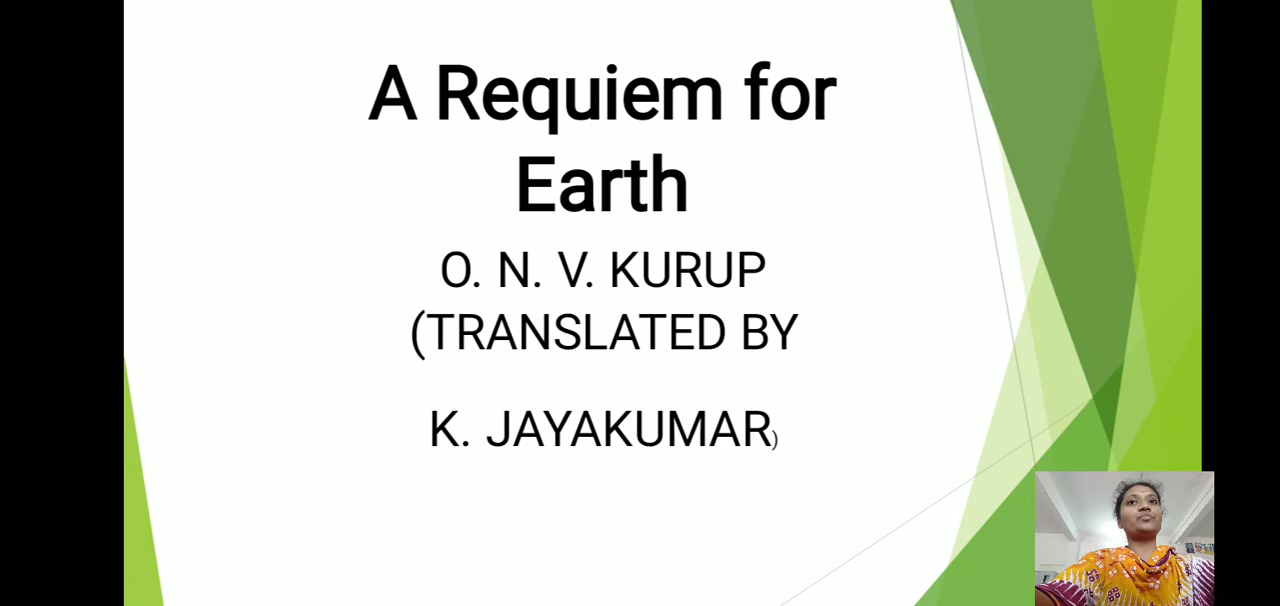 A Requiem for
Earth
O. N. V. KURUP
(TRANSLATED BY
K. JAYAKUMAR)